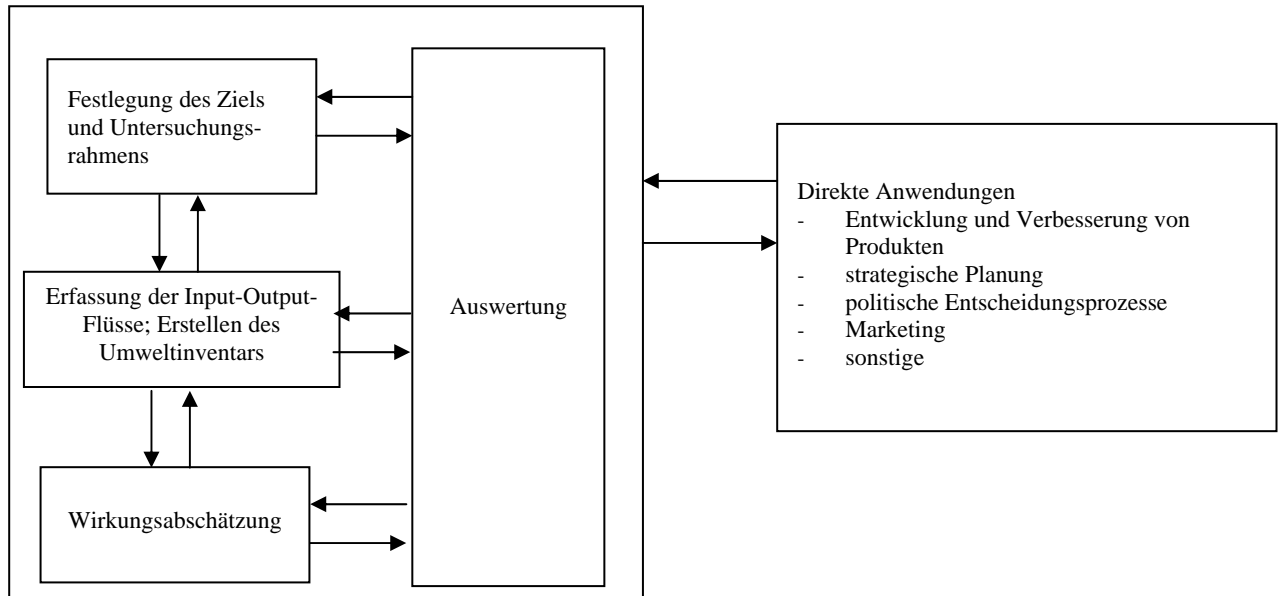 Festlegung des Ziels
und Untersuchungs-
rahmens
Erfassung der Input-Output-
Flüsse; Erstellen des
Umweltinventars
Wirkungsabschätzung
Auswertung
Direkte Anwendungen
- Entwicklung und Verbesserung von
Produkten
- strategische Planung
- politische Entscheidungsprozesse
- Marketing
- sonstige